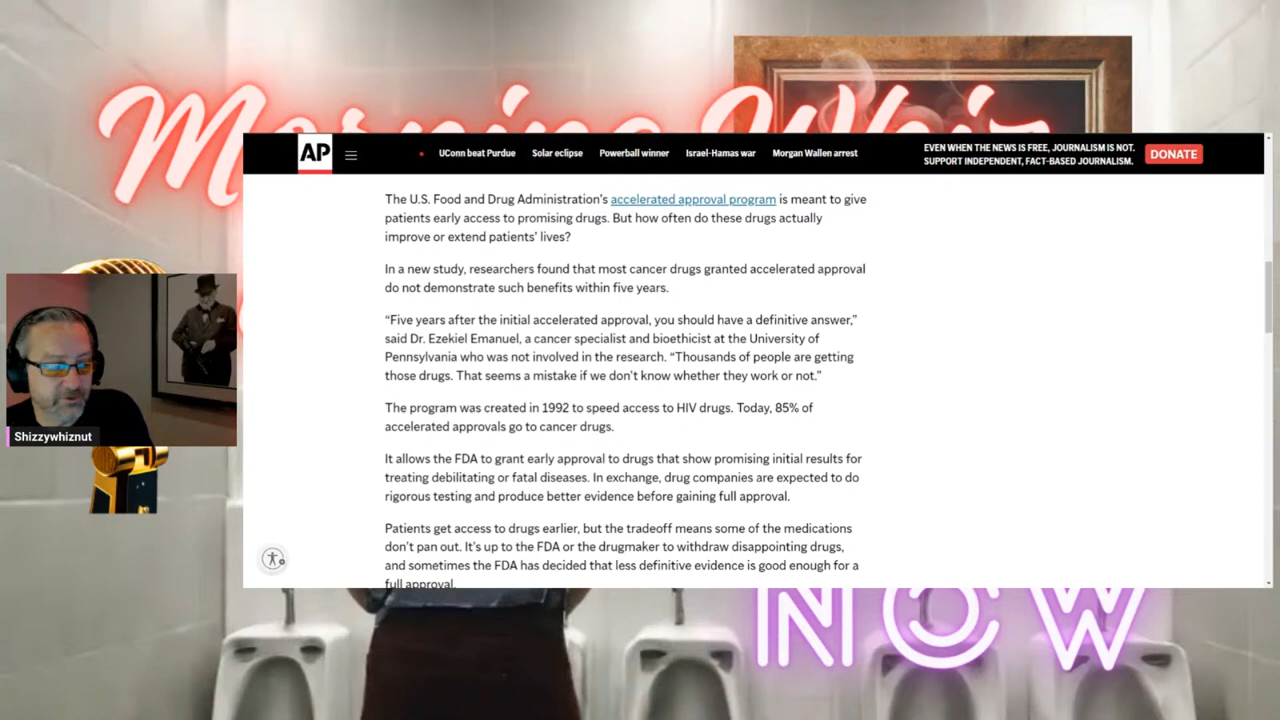 Morning Whiz
AP
UConn beat Purdue
Solar eclipse
Powerball winner
Israel-Hamas war
Morgan Wallen arrest
EVEN WHEN THE NEWS IS FREE, JOURNALISM IS NOT.
SUPPORT INDEPENDENT, FACT-BASED JOURNALISM.
DONATE
The U.S. Food and Drug Administration’s accelerated approval program is meant to give
patients early access to promising drugs. But how often do these drugs actually
improve or extend patients’ lives?
In a new study, researchers found that most cancer drugs granted accelerated approval
do not demonstrate such benefits within five years.
“Five years after the initial accelerated approval, you should have a definitive answer,”
said Dr. Ezekiel Emanuel, a cancer specialist and bioethicist at the University of
Pennsylvania who was not involved in the research. “Thousands of people are getting
those drugs. That seems a mistake if we don’t know whether they work or not.”
The program was created in 1992 to speed access to HIV drugs. Today, 85% of
accelerated approvals go to cancer drugs.
It allows the FDA to grant early approval to drugs that show promising initial results for
treating debilitating or fatal diseases. In exchange, drug companies are expected to do
rigorous testing and produce better evidence before gaining full approval.
Patients get access to drugs earlier, but the tradeoff means some of the medications
don’t pan out. It’s up to the FDA or the drugmaker to withdraw disappointing drugs,
and sometimes the FDA has decided that less definitive evidence is good enough for a
full approval.
Shizzywhiznut
NOW